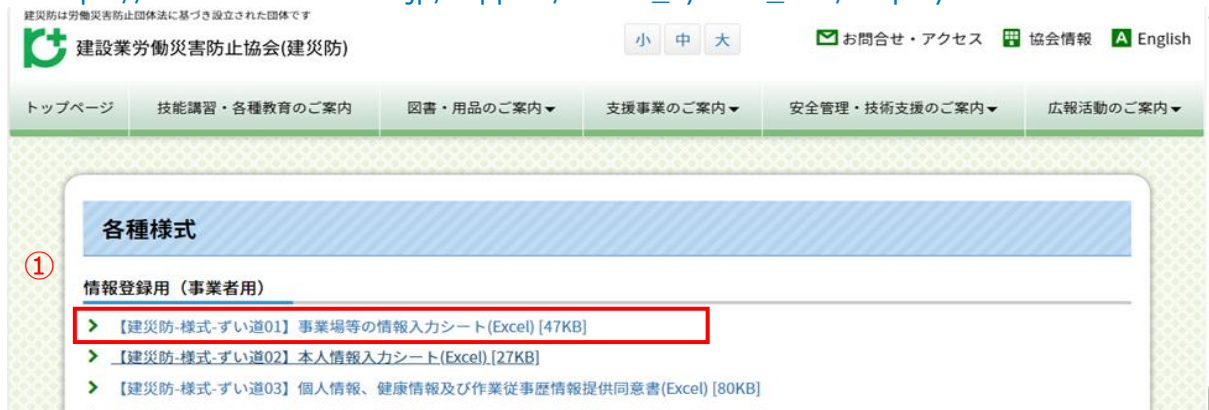 建災防は労働災害防止団体法に基づき設立された団体です
建設業労働災害防止協会(建災防)
小 中 大
お問合せ・アクセス 協会情報 A English
トップページ 技能講習・各種教育のご案内 図書・用品のご案内▼ 支援事業のご案内▼ 安全管理・技術支援のご案内▼ 広報活動のご案内▼
各種様式
①
情報登録用（事業者用）
【建災防-様式-ずい道01】事業場等の情報入力シート(Excel) [47KB]
【建災防-様式-ずい道02】本人情報入力シート(Excel) [27KB]
【建災防-様式-ずい道03】個人情報、健康情報及び作業従事歴情報提供同意書(Excel) [80KB]